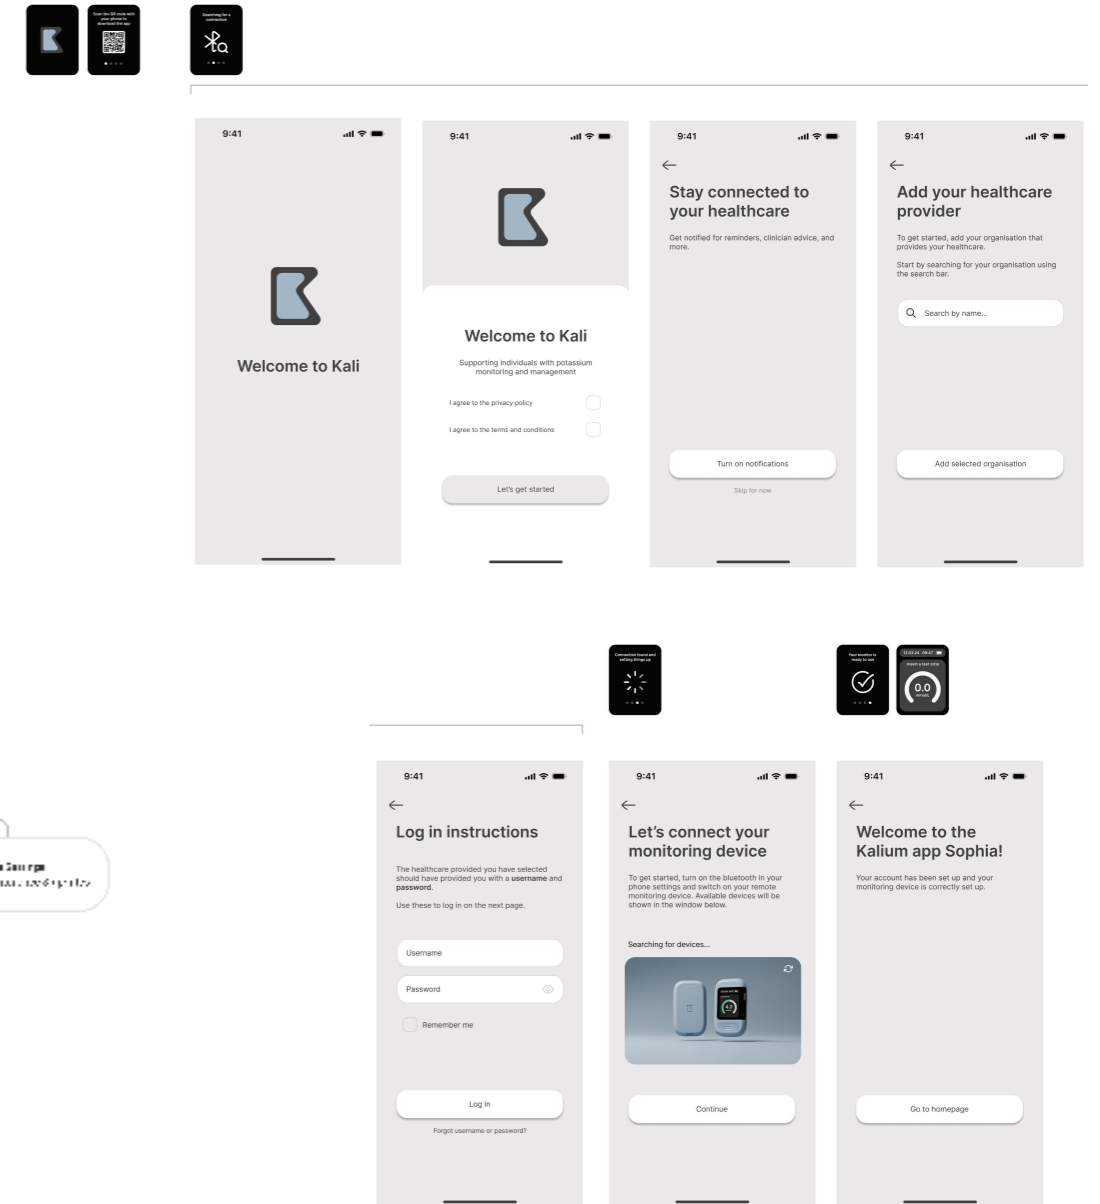 Scan the QR code with
your phone to
download the app
Searching for a
connection
9:41
Welcome to Kali
9:41
Welcome to Kali
Supporting individuals with potassium
monitoring and management
I agree to the privacy policy
I agree to the terms and conditions
Let's get started
9:41
Stay connected to
your healthcare
Get notified for reminders, clinician advice, and
more.
Turn on notifications
Skip for now
9:41
Add your healthcare
provider
To get started, add your organisation that
provides your healthcare.
Start by searching for your organisation using
the search bar.
Search by name...
Add selected organisation
Connection found and
setting things up
Your monitor is
ready to use
12.03.24 09:47
Insert a test strip
0.0
mmol/L
9:41
Log in instructions
The healthcare provided you have selected
should have provided you with a username and
password.
Use these to log in on the next page.
Username
Password
Remember me
Log in
Forgot username or password?
9:41
Let's connect your
monitoring device
To get started, turn on the bluetooth in your
phone settings and switch on your remote
monitoring device. Available devices will be
shown in the window below.
Searching for devices...
Continue
9:41
Welcome to the
Kalium app Sophia!
Your account has been set up and your
monitoring device is correctly set up.
Go to homepage